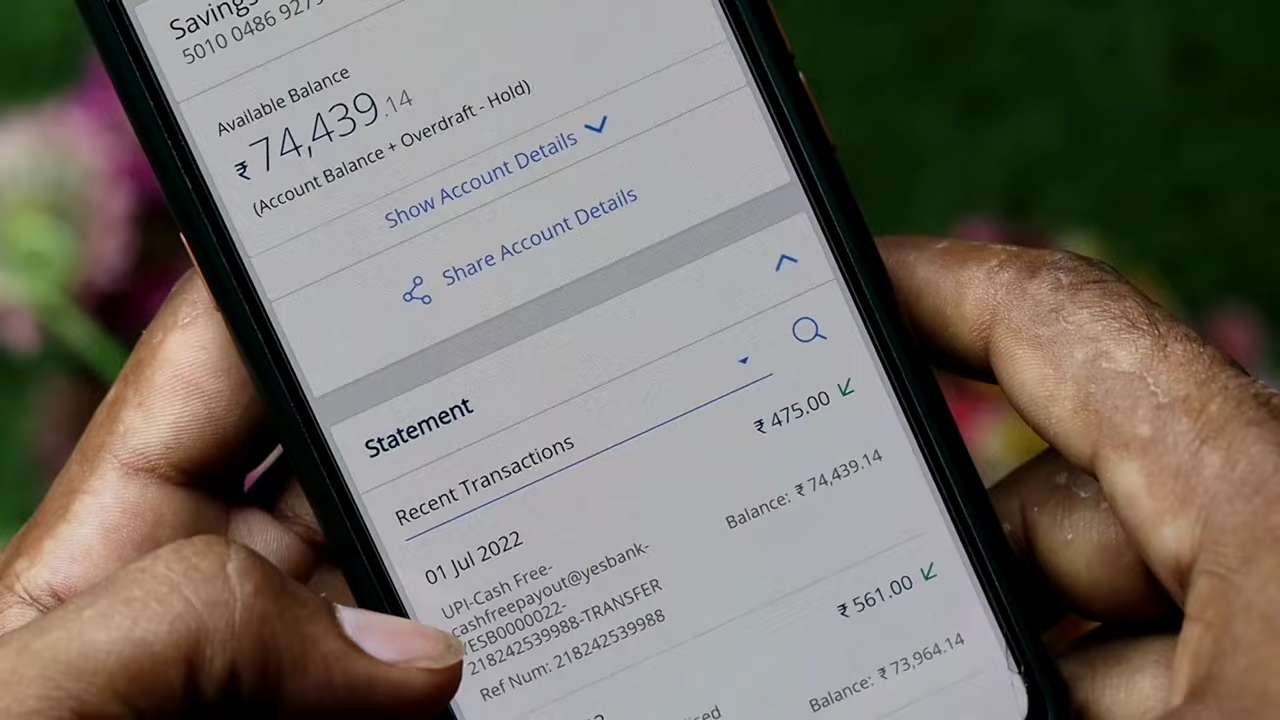 Savings
5010 0486 927
Available Balance
₹ 74,439.14
(Account Balance + Overdraft - Hold)
Show Account Details
Share Account Details
Statement
Recent Transactions
01 Jul 2022
₹ 475.00
UPI-Cash Free-
cashfreepayout@yesbank-
YESB0000022-
218242539988-TRANSFER
Ref Num: 218242539988
Balance: ₹ 74,439.14
₹ 561.00
Balance: ₹ 73,964.14